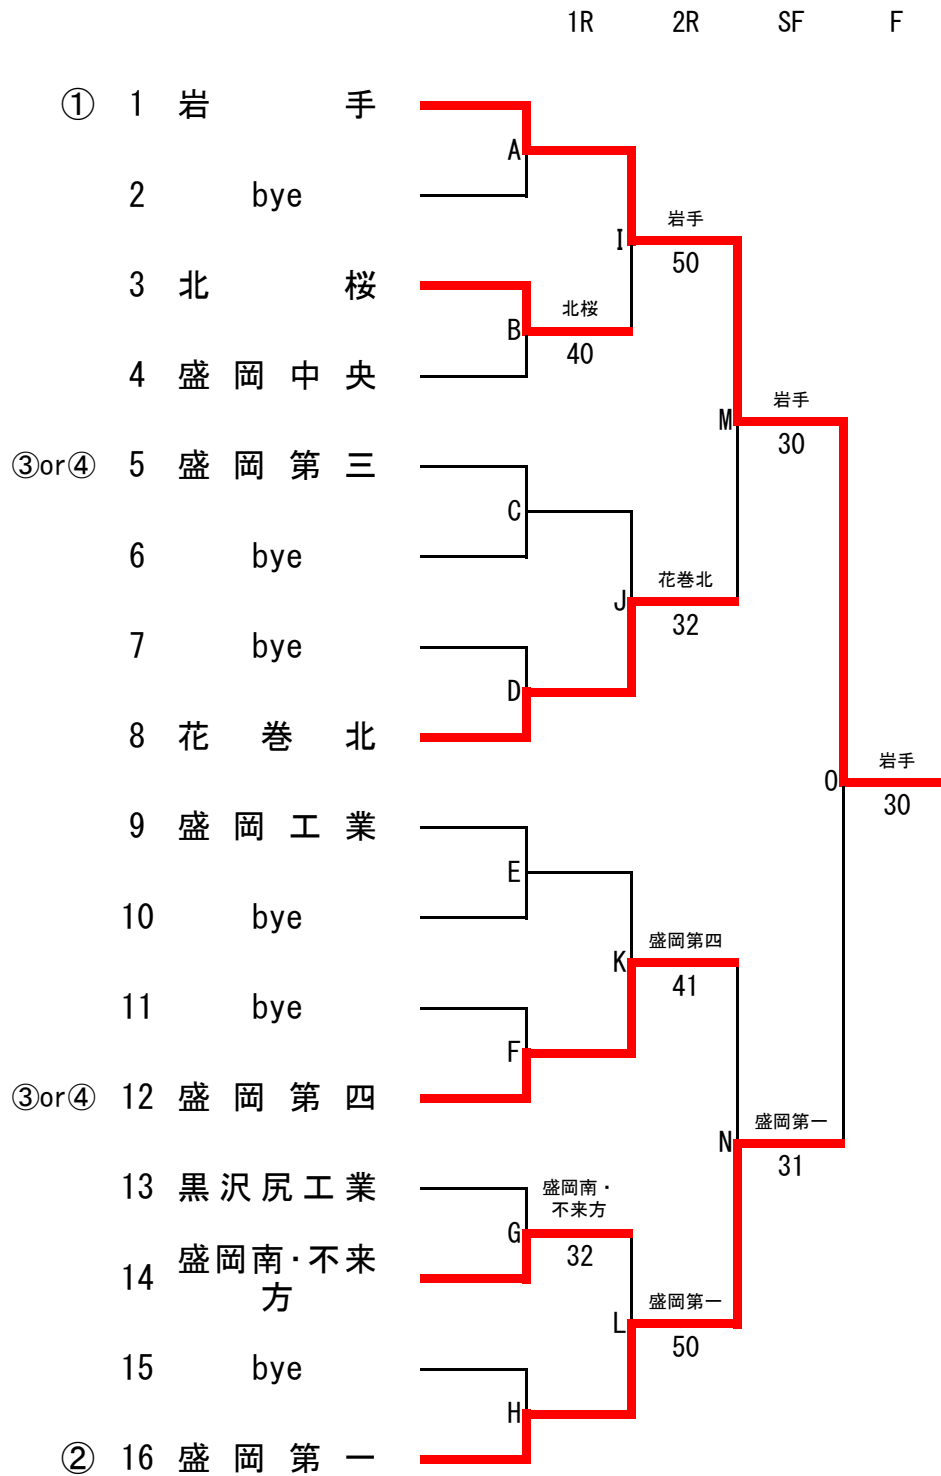 1R 2R SF F
① 1 岩手
A
2 bye
岩手
I
50
3 北桜
北桜
B
40
4 盛岡中央
岩手
M
30
③or④ 5 盛岡第三
C
6 bye
花巻北
J
32
7 bye
D
8 花巻北
岩手
O
30
9 盛岡工業
E
10 bye
盛岡第四
K
41
11 bye
F
③or④ 12 盛岡第四
盛岡第一
N
31
13 黒沢尻工業
盛岡南・
不来方
G
32
14 盛岡南・不来
方
盛岡第一
L
50
15 bye
H
② 16 盛岡第一